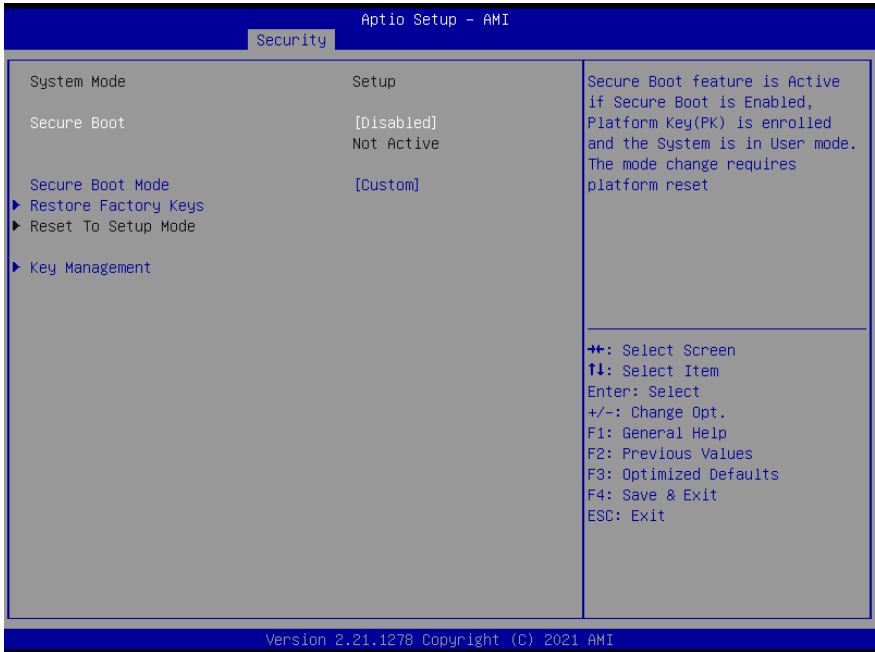 Aptio Setup – AMI
Security
System Mode Setup
Secure Boot [Disabled]
Not Active
Secure Boot Mode [Custom]
▶ Restore Factory Keys
▶ Reset To Setup Mode
▶ Key Management
Secure Boot feature is Active
if Secure Boot is Enabled,
Platform Key(PK) is enrolled
and the System is in User mode.
The mode change requires
platform reset
→←: Select Screen
↑↓: Select Item
Enter: Select
+/-: Change Opt.
F1: General Help
F2: Previous Values
F3: Optimized Defaults
F4: Save & Exit
ESC: Exit
Version 2.21.1278 Copyright (C) 2021 AMI